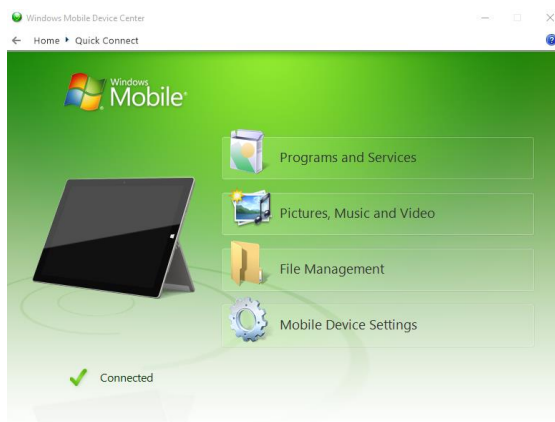 Windows Mobile Device Center
Home Quick Connect
Windows
Mobile
Programs and Services
Pictures, Music and Video
File Management
Mobile Device Settings
Connected